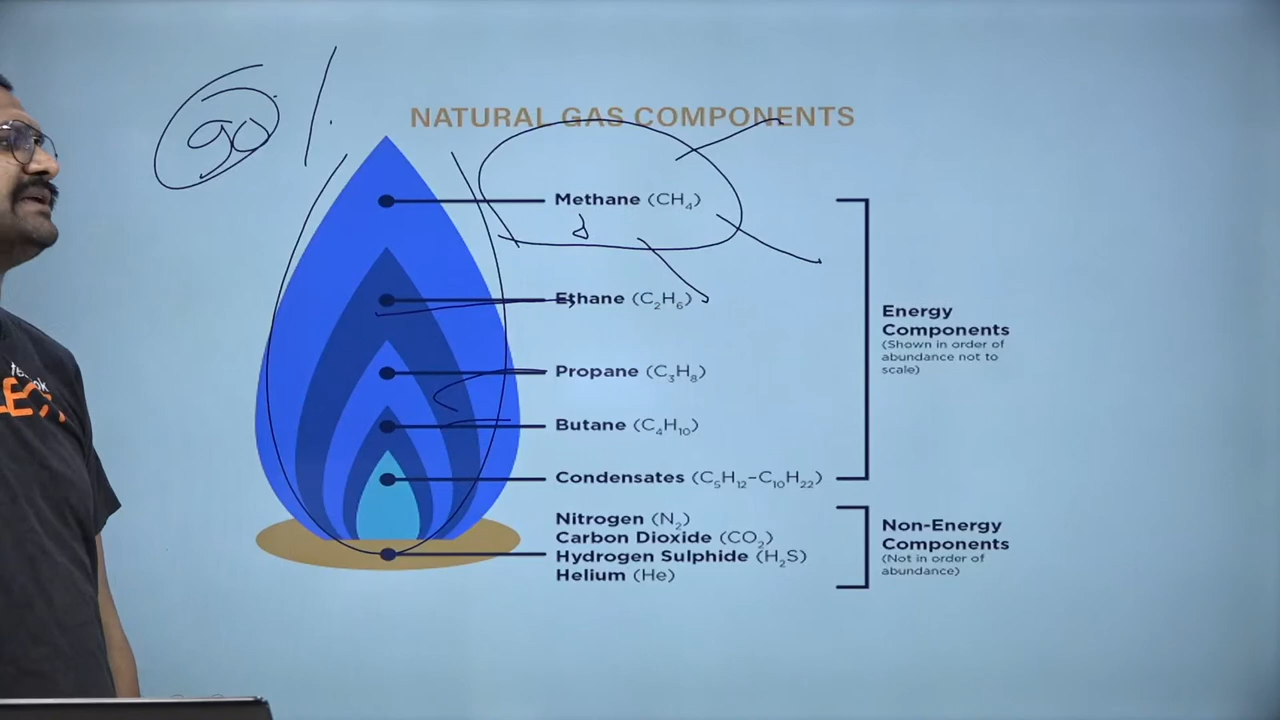 90 %
NATURAL GAS COMPONENTS
Methane (CH₄)
Ethane (C₂H₆)
Propane (C₃H₈)
Butane (C₄H₁₀)
Condensates (C₅H₁₂–C₁₀H₂₂)
Energy
Components
(Shown in order of
abundance not to
scale)
Nitrogen (N₂)
Carbon Dioxide (CO₂)
Hydrogen Sulphide (H₂S)
Helium (He)
Non-Energy
Components
(Not in order of
abundance)